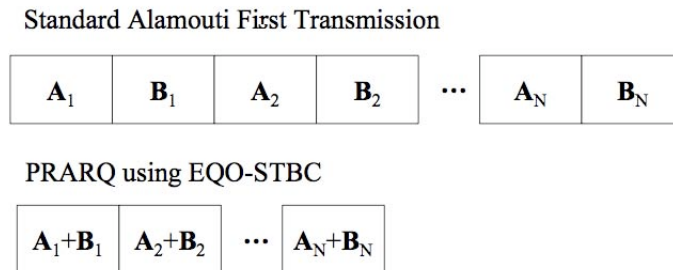 Standard Alamouti First Transmission
A1 B1 A2 B2 ... AN BN
PRARQ using EQO-STBC
A1+B1 A2+B2 ... AN+BN